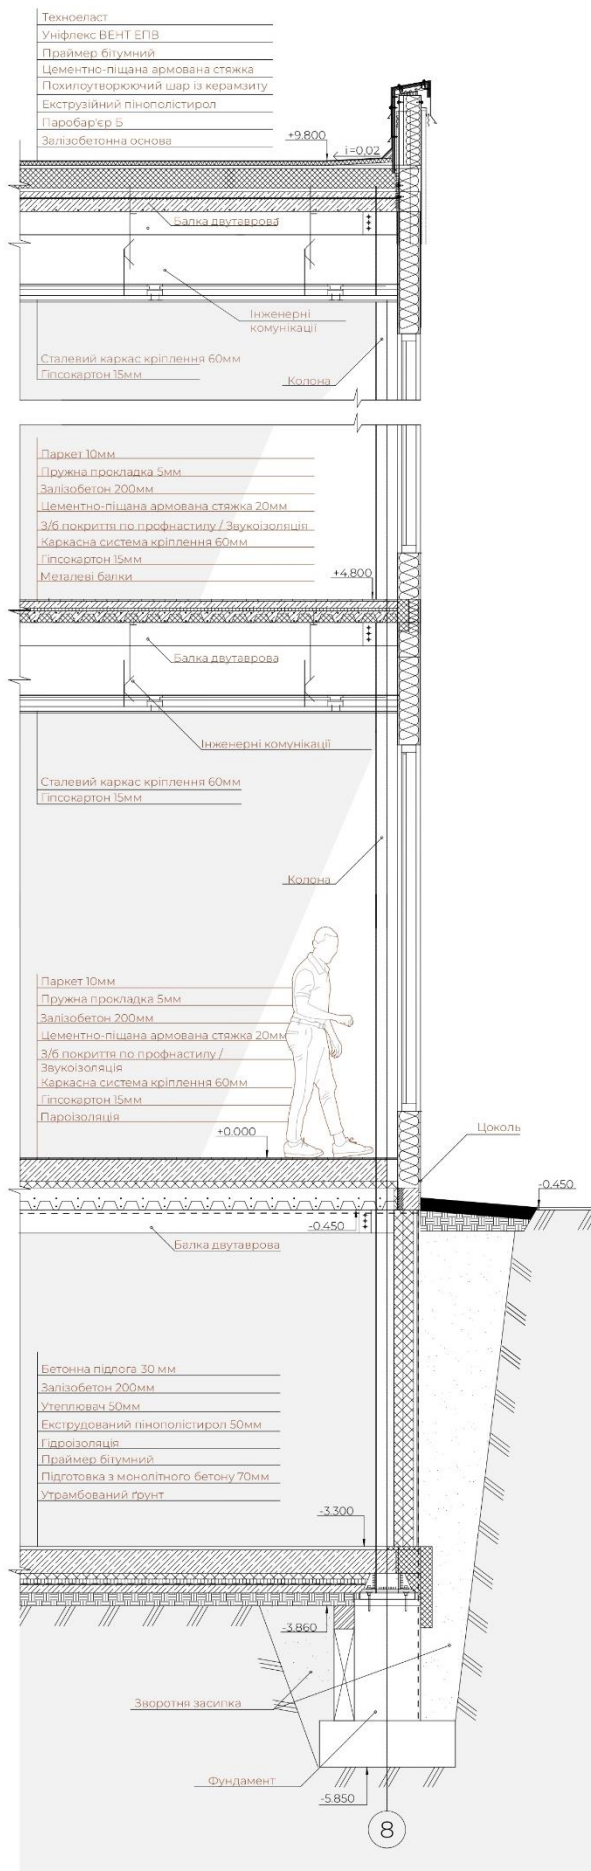 Техноеласт
Уніфлекс ВЕНТ ЕПВ
Праймер бітумний
Цементно-піщана армована стяжка
Похилоутворюючий шар із керамзиту
Екструзійний пінополістирол
Паробар'єр Б
Залізобетонна основа
+9.800
i=0,02
Балка двутаврова
Інженерні
комунікації
Сталевий каркас кріплення 60мм
Гіпсокартон 15мм
Колона
Паркет 10мм
Пружна прокладка 5мм
Залізобетон 200мм
Цементно-піщана армована стяжка 20мм
З/б покриття по профнастилу / Звукоізоляція
Каркасна система кріплення 60мм
Гіпсокартон 15мм
Металеві балки
+4.800
Балка двутаврова
Інженерні комунікації
Сталевий каркас кріплення 60мм
Гіпсокартон 15мм
Колона
Паркет 10мм
Пружна прокладка 5мм
Залізобетон 200мм
Цементно-піщана армована стяжка 20мм
З/б покриття по профнастилу /
Звукоізоляція
Каркасна система кріплення 60мм
Гіпсокартон 15мм
Пароізоляція
+0.000
Цоколь
-0.450
-0.450
Балка двутаврова
Бетонна підлога 30 мм
Залізобетон 200мм
Утеплювач 50мм
Екструдований пінополістирол 50мм
Гідроізоляція
Праймер бітумний
Підготовка з монолітного бетону 70мм
Утрамбований ґрунт
-3.300
-3.860
Зворотня засипка
Фундамент
-5.850
8